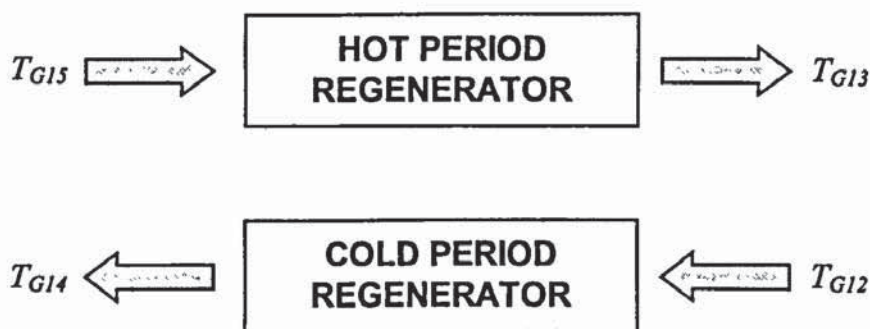 T_G15 HOT PERIOD REGENERATOR T_G13
T_G14 COLD PERIOD REGENERATOR T_G12